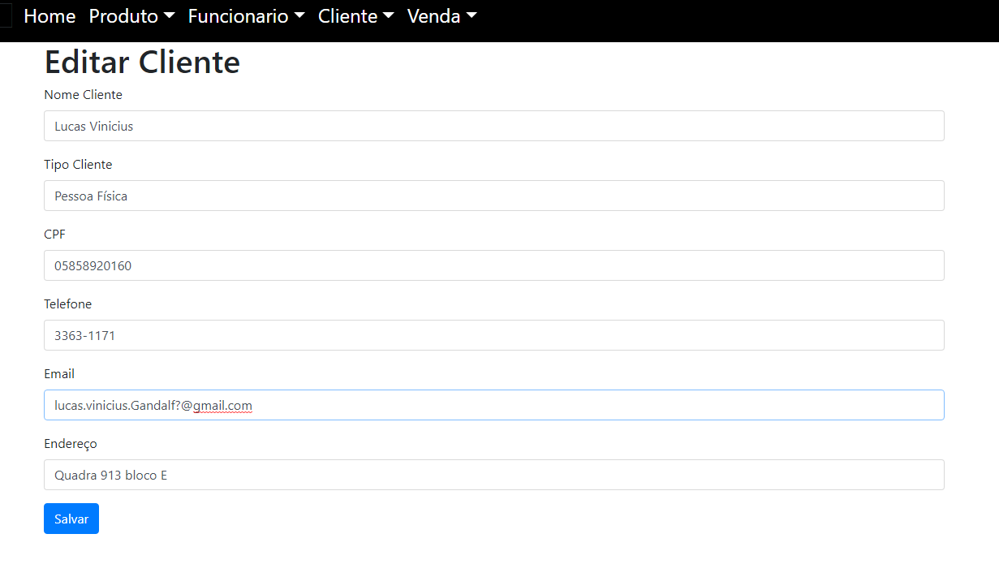 Home Produto Funcionario Cliente Venda
Editar Cliente
Nome Cliente
Lucas Vinicius
Tipo Cliente
Pessoa Física
CPF
05858920160
Telefone
3363-1171
Email
lucas.vinicius.Gandalf?@gmail.com
Endereço
Quadra 913 bloco E
Salvar